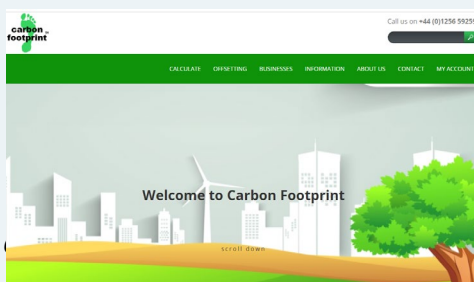 carbon
footprint™
Call us on +44 (0)1256 5925
CALCULATE OFFSETTING BUSINESSES INFORMATION ABOUT US CONTACT MY ACCOUNT
Welcome to Carbon Footprint
scroll down